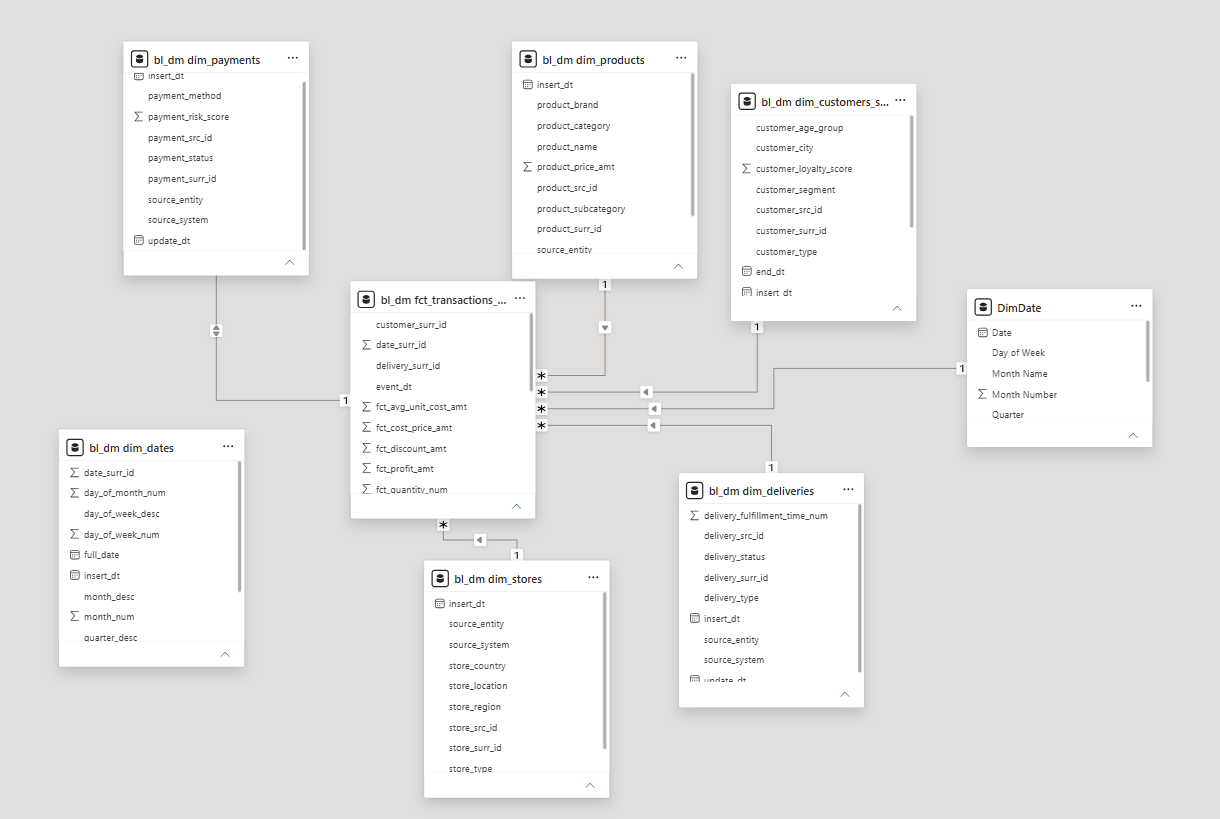 bl_dm dim_payments
insert_dt
payment_method
payment_risk_score
payment_src_id
payment_status
payment_surr_id
source_entity
source_system
update_dt
bl_dm dim_products
insert_dt
product_brand
product_category
product_name
product_price_amt
product_src_id
product_subcategory
product_surr_id
source_entity
bl_dm dim_customers_s...
customer_age_group
customer_city
customer_loyalty_score
customer_segment
customer_src_id
customer_surr_id
customer_type
end_dt
insert_dt
bl_dm fct_transactions_...
customer_surr_id
date_surr_id
delivery_surr_id
event_dt
fct_avg_unit_cost_amt
fct_cost_price_amt
fct_discount_amt
fct_profit_amt
fct_quantity_num
DimDate
Date
Day of Week
Month Name
Month Number
Quarter
1
1
1
1
1
1
*
*
*
*
*
bl_dm dim_dates
date_surr_id
day_of_month_num
day_of_week_desc
day_of_week_num
full_date
insert_dt
month_desc
month_num
quarter_desc
bl_dm dim_deliveries
delivery_fulfillment_time_num
delivery_src_id
delivery_status
delivery_surr_id
delivery_type
insert_dt
source_entity
source_system
update_dt
bl_dm dim_stores
insert_dt
source_entity
source_system
store_country
store_location
store_region
store_src_id
store_surr_id
store_type